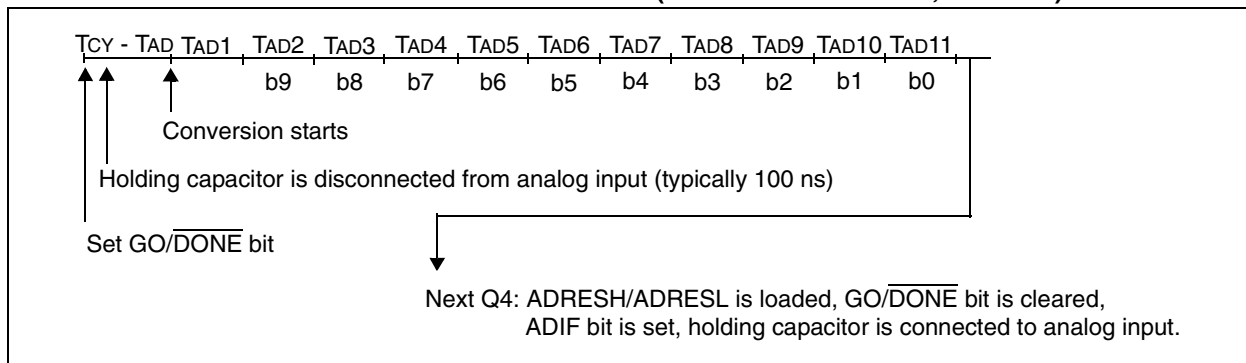 TCY - TAD TAD1 TAD2 TAD3 TAD4 TAD5 TAD6 TAD7 TAD8 TAD9 TAD10 TAD11
b9 b8 b7 b6 b5 b4 b3 b2 b1 b0
Conversion starts
Holding capacitor is disconnected from analog input (typically 100 ns)
Set GO/DONE bit
Next Q4: ADRESH/ADRESL is loaded, GO/DONE bit is cleared,
ADIF bit is set, holding capacitor is connected to analog input.